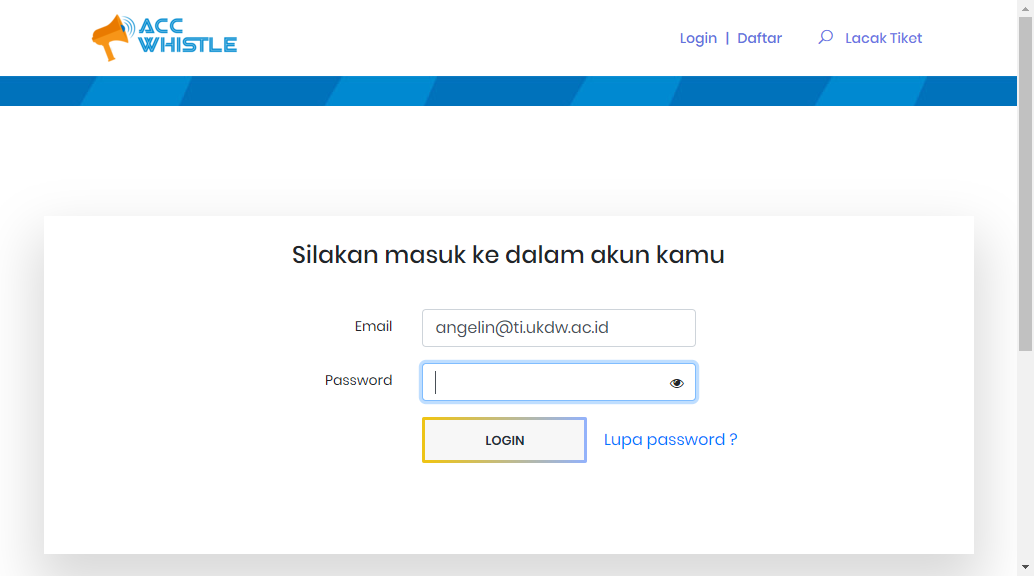 ACC
WHISTLE
Login | Daftar
Lacak Tiket
Silakan masuk ke dalam akun kamu
Email
angelin@ti.ukdw.ac.id
Password
LOGIN
Lupa password ?